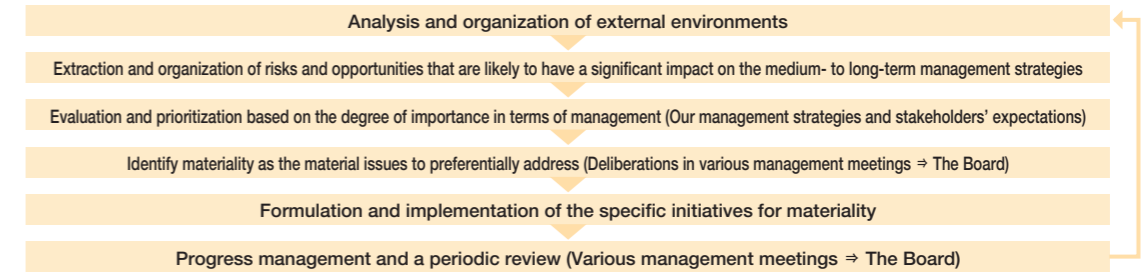 Analysis and organization of external environments
Extraction and organization of risks and opportunities that are likely to have a significant impact on the medium- to long-term management strategies
Evaluation and prioritization based on the degree of importance in terms of management (Our management strategies and stakeholders’ expectations)
Identify materiality as the material issues to preferentially address (Deliberations in various management meetings ⇒ The Board)
Formulation and implementation of the specific initiatives for materiality
Progress management and a periodic review (Various management meetings ⇒ The Board)